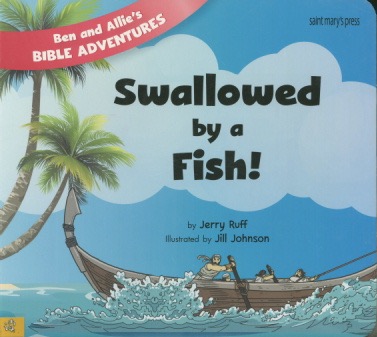 Ben and Allie's
BIBLE ADVENTURES
saint mary's press
Swallowed
by a
Fish!
by Jerry Ruff
Illustrated by Jill Johnson